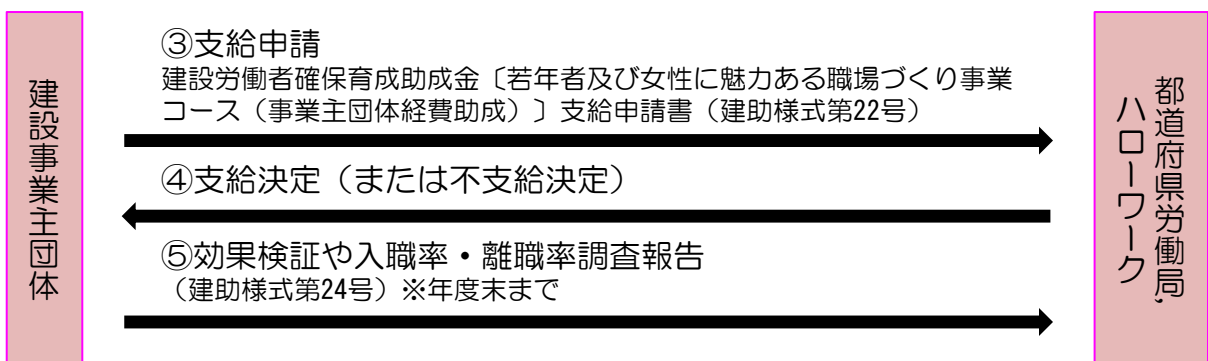 建設事業主団体
③支給申請
建設労働者確保育成助成金〔若年者及び女性に魅力ある職場づくり事業
コース（事業主団体経費助成）〕支給申請書（建助様式第22号）
④支給決定（または不支給決定）
⑤効果検証や入職率・離職率調査報告
（建助様式第24号）※年度末まで
都道府県労働局,
ハローワーク